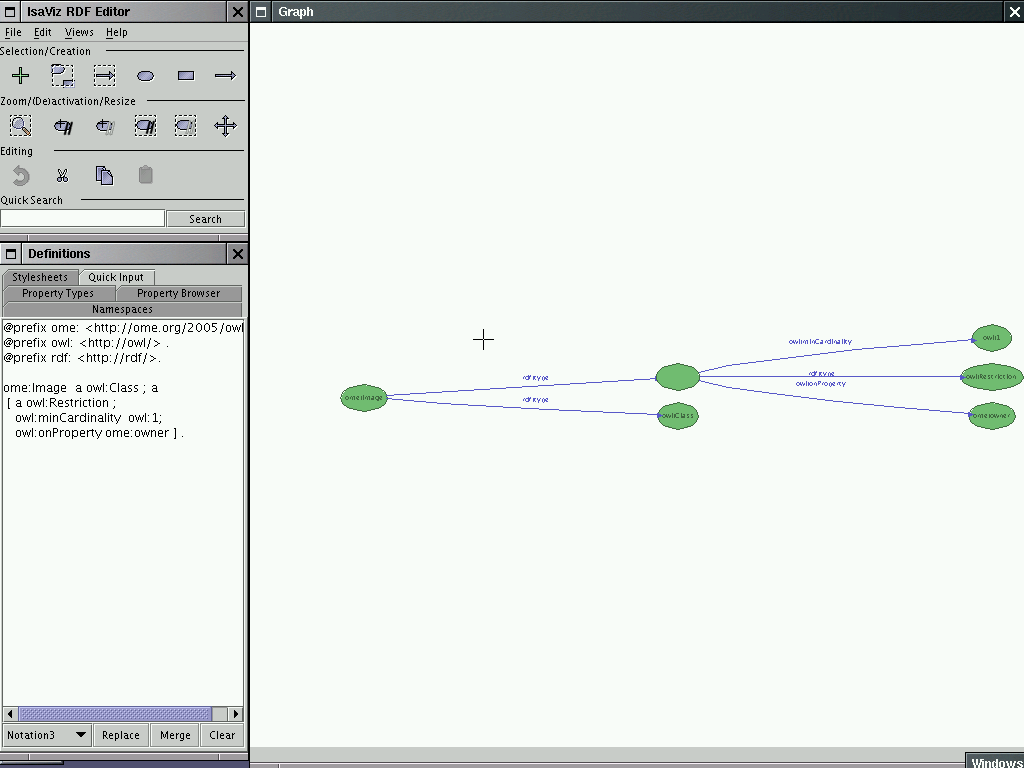 IsaViz RDF Editor
File Edit Views Help
Selection/Creation
Zoom/(De)activation/Resize
Editing
Quick Search
Search
Definitions
Stylesheets Quick Input
Property Types Property Browser
Namespaces
@prefix ome: <http://ome.org/2005/owl
@prefix owl: <http://owl/> .
@prefix rdf: <http://rdf/>.
ome:Image a owl:Class ; a
[ a owl:Restriction ;
owl:minCardinality owl:1;
owl:onProperty ome:owner ] .
Notation3 Replace Merge Clear
Graph
ome:Image
rdf:type
rdf:type
owl:Class
owl:minCardinality
rdf:type
owl:onProperty
owl:1
owl:Restriction
ome:owner
Windows